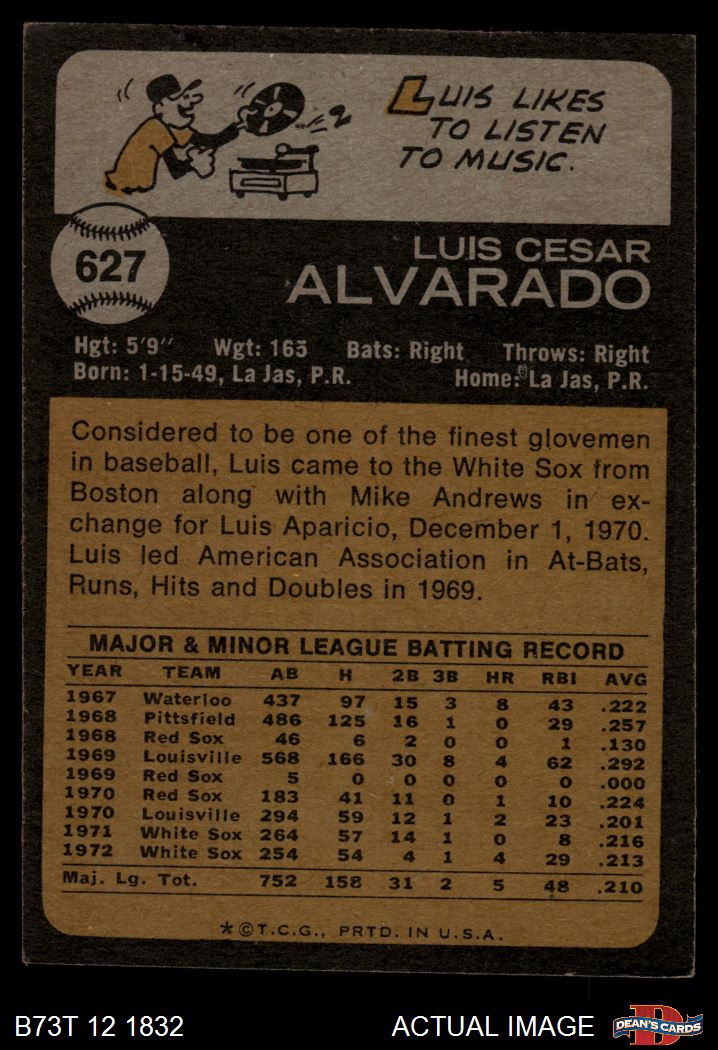 LUIS LIKES
TO LISTEN
TO MUSIC.
627
LUIS CESAR
ALVARADO
Hgt: 5'9" Wgt: 163 Bats: Right Throws: Right
Born: 1-15-49, La Jas, P.R. Home: La Jas, P.R.
Considered to be one of the finest glovemen
in baseball, Luis came to the White Sox from
Boston along with Mike Andrews in ex-
change for Luis Aparicio, December 1, 1970.
Luis led American Association in At-Bats,
Runs, Hits and Doubles in 1969.
MAJOR & MINOR LEAGUE BATTING RECORD
YEAR TEAM AB H 2B 3B HR RBI AVG
1967 Waterloo 437 97 15 3 8 43 .222
1968 Pittsfield 486 125 16 1 0 29 .257
1968 Red Sox 46 6 2 0 0 1 .130
1969 Louisville 568 166 30 8 4 62 .292
1969 Red Sox 5 0 0 0 0 0 .000
1970 Red Sox 183 41 11 0 1 10 .224
1970 Louisville 294 59 12 1 2 23 .201
1971 White Sox 264 57 14 1 0 8 .216
1972 White Sox 254 54 4 1 4 29 .213
Maj. Lg. Tot. 752 158 31 2 5 48 .210
*©T.C.G., PRTD. IN U.S.A.
B73T 12 1832 ACTUAL IMAGE DEAN'S CARDS